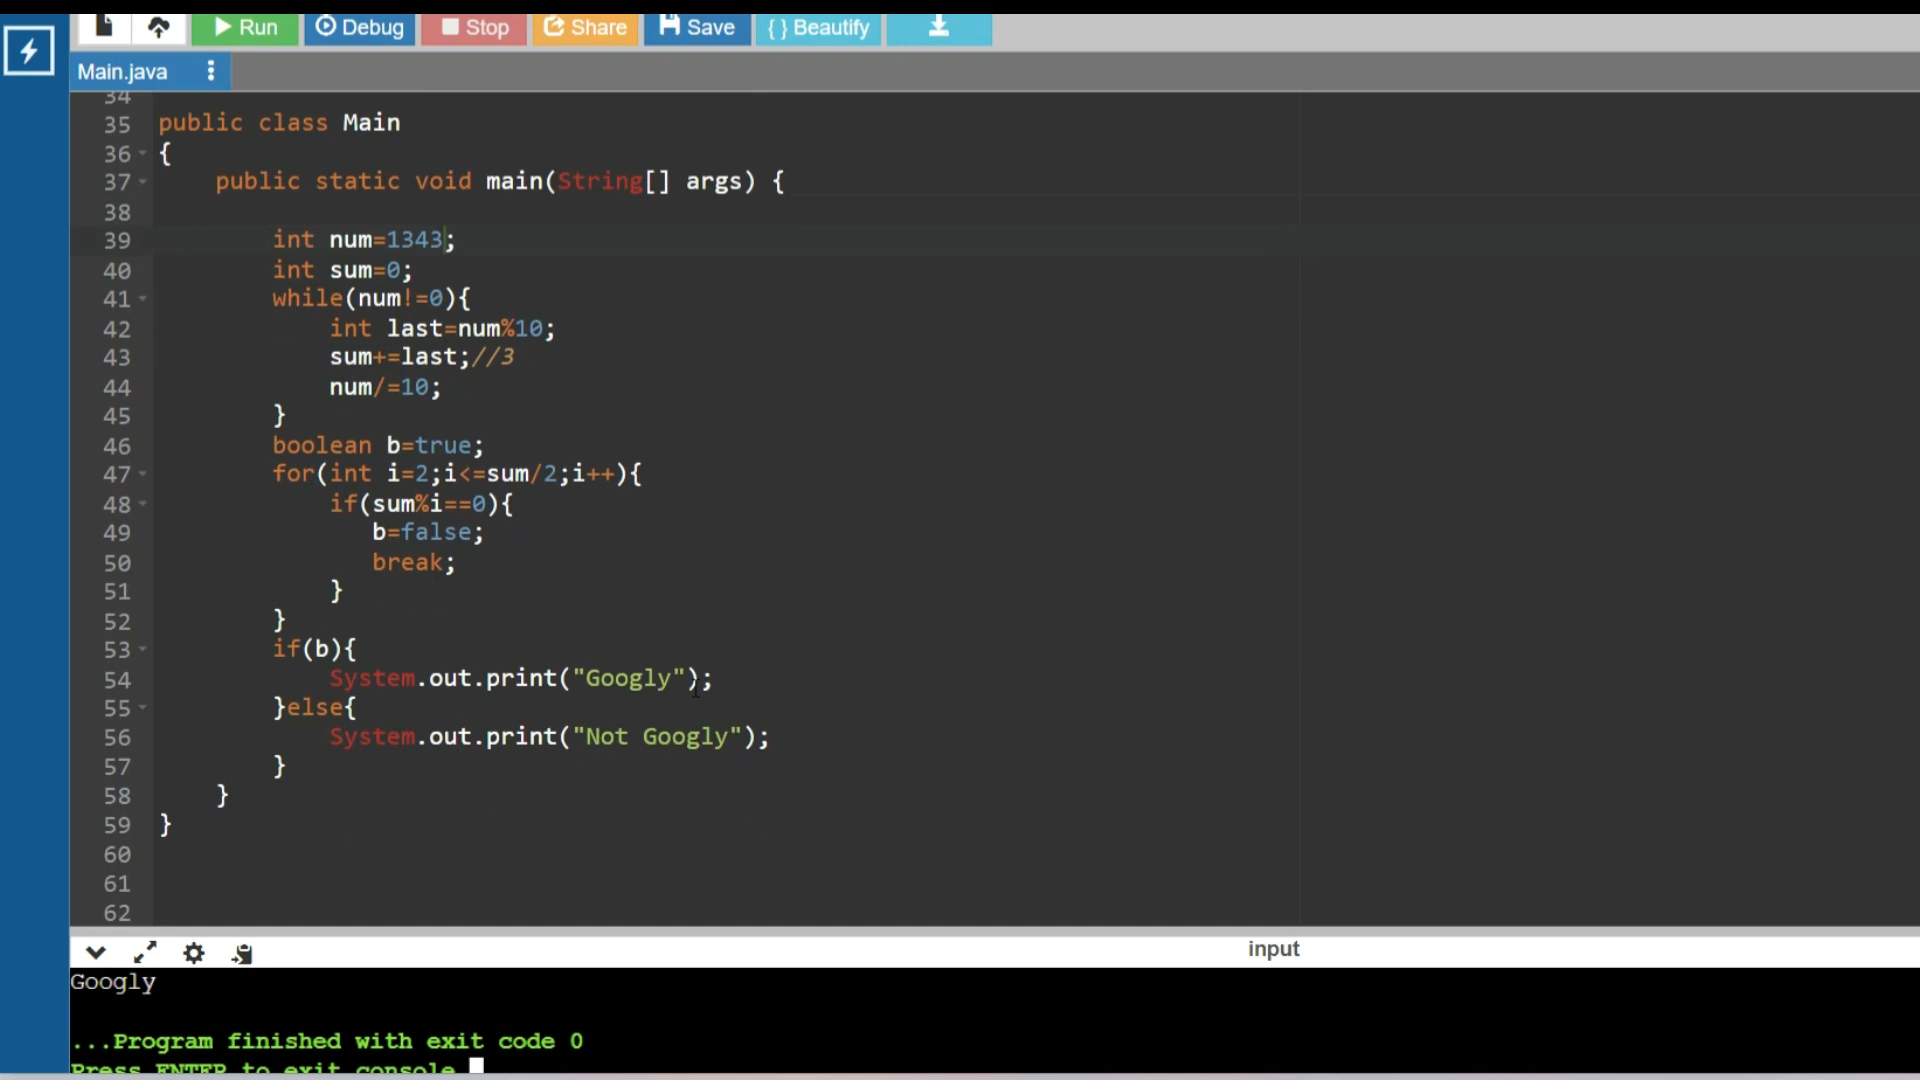 Run Debug Stop Share Save { } Beautify
Main.java
34
35 public class Main
36 {
37 public static void main(String[] args) {
38
39 int num=1343;
40 int sum=0;
41 while(num!=0){
42 int last=num%10;
43 sum+=last;//3
44 num/=10;
45 }
46 boolean b=true;
47 for(int i=2;i<=sum/2;i++){
48 if(sum%i==0){
49 b=false;
50 break;
51 }
52 }
53 if(b){
54 System.out.print("Googly");
55 }else{
56 System.out.print("Not Googly");
57 }
58 }
59 }
60
61
62
input
Googly
...Program finished with exit code 0
Press ENTER to exit console.